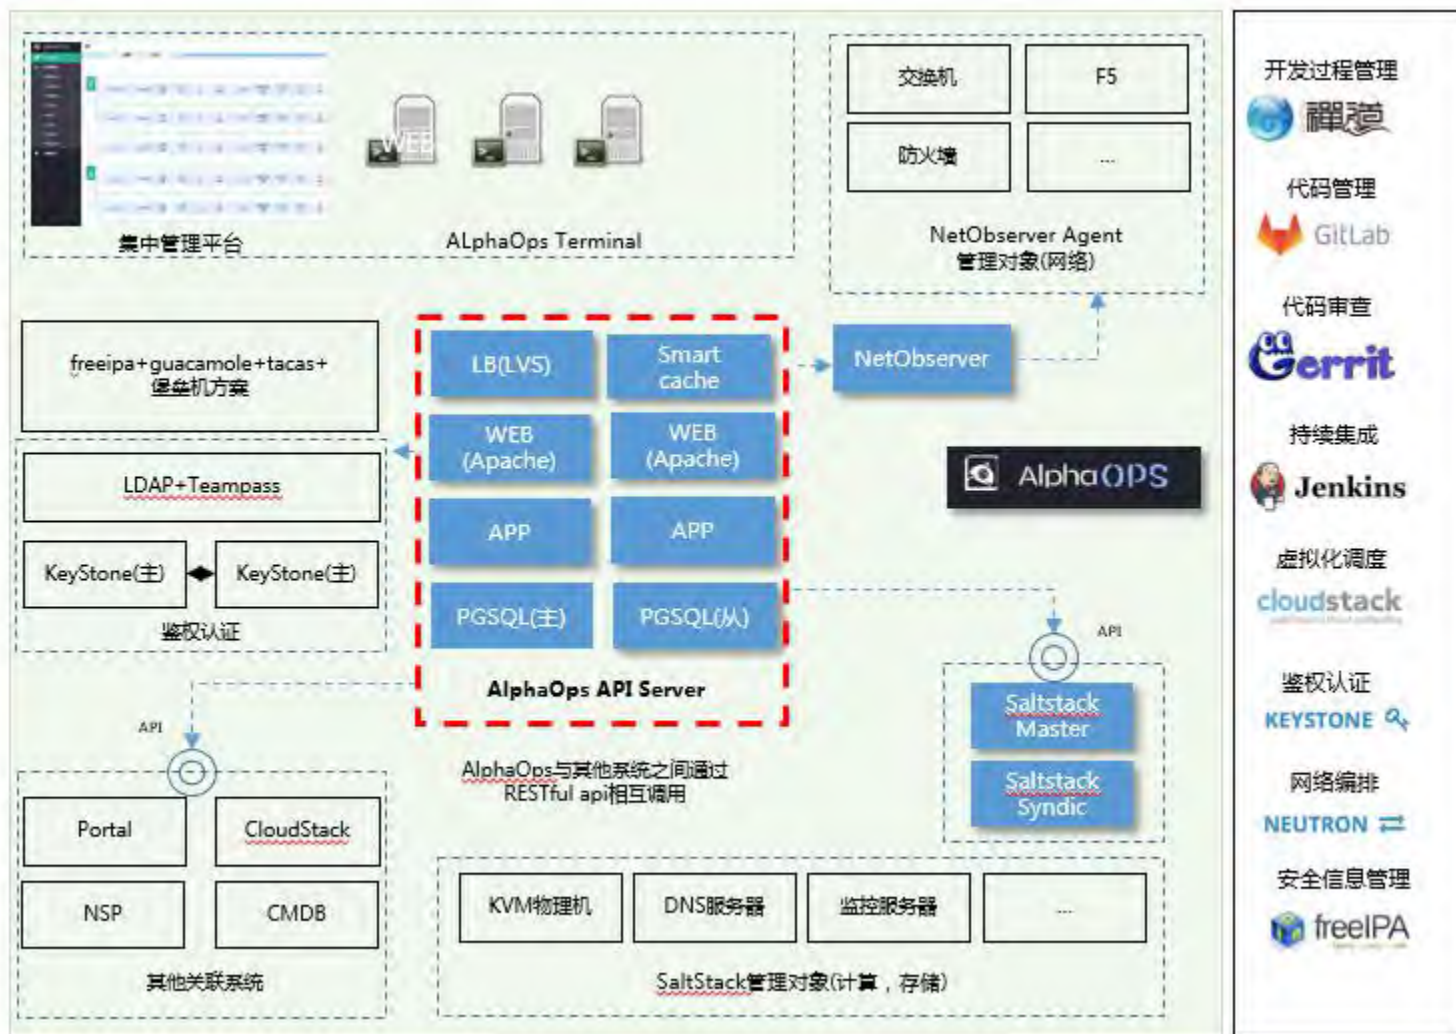 WEB
集中管理平台
ALphaOps Terminal
交换机
F5
防火墙
...
NetObserver Agent
管理对象(网络)
freeipa+guacamole+tacas+
堡垒机方案
LDAP+Teampass
KeyStone(主)
KeyStone(主)
鉴权认证
LB(LVS)
Smart
cache
WEB
(Apache)
WEB
(Apache)
APP
APP
PGSQL(主)
PGSQL(从)
AlphaOps API Server
NetObserver
AlphaOPS
API
API
Saltstack
Master
Saltstack
Syndic
AlphaOps与其他系统之间通过
RESTful api相互调用
Portal
CloudStack
NSP
CMDB
其他关联系统
KVM物理机
DNS服务器
监控服务器
...
SaltStack管理对象(计算，存储)
开发过程管理
禪道
代码管理
GitLab
代码审查
Gerrit
持续集成
Jenkins
虚拟化调度
cloudstack
鉴权认证
KEYSTONE
网络编排
NEUTRON
安全信息管理
freeIPA